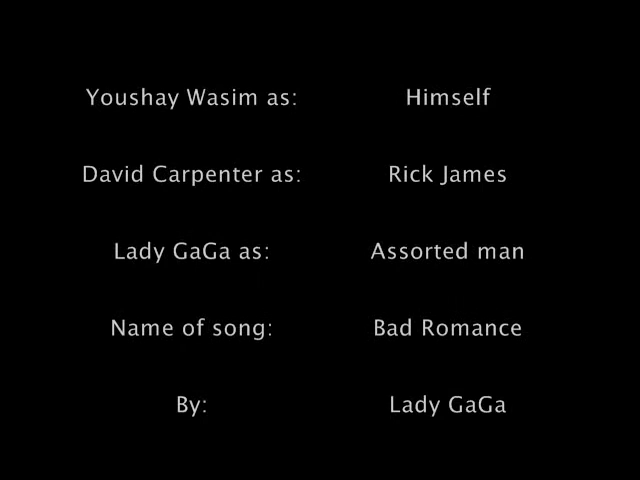 Youshay Wasim as: Himself
David Carpenter as: Rick James
Lady GaGa as: Assorted man
Name of song: Bad Romance
By: Lady GaGa